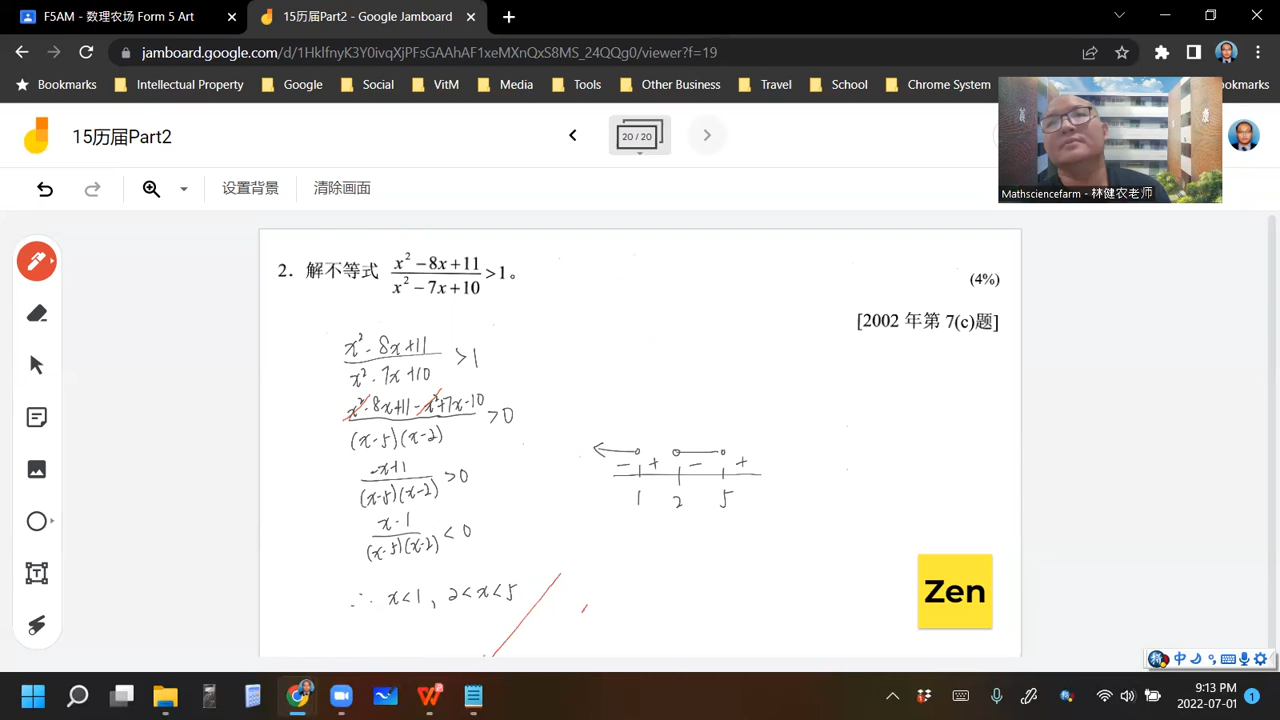 F5AM - 数理农场 Form 5 Art
15历届Part2 - Google Jamboard
jamboard.google.com/d/1HklfnyK3Y0ivqXjPFsGAAhAF1xeMXnQxS8MS_24QQg0/viewer?f=19
Bookmarks Intellectual Property Google Social VitM Media Tools Other Business Travel School Chrome System ookmarks
15历届Part2
20 / 20
Mathsciencefarm - 林健农老师
设置背景 清除画面
2. 解不等式 (x² − 8x + 11)/(x² − 7x + 10) > 1。
(4%)
[2002 年第 7(c)题]
(x² - 8x + 11)/(x² - 7x + 10) > 1
(x² - 8x + 11 - x² + 7x - 10)/((x-5)(x-2)) > 0
(-x+1)/((x-5)(x-2)) > 0
(x-1)/((x-5)(x-2)) < 0
∴ x<1, 2<x<5
− + − +
1 2 5
Zen
中
9:13 PM
2022-07-01
1